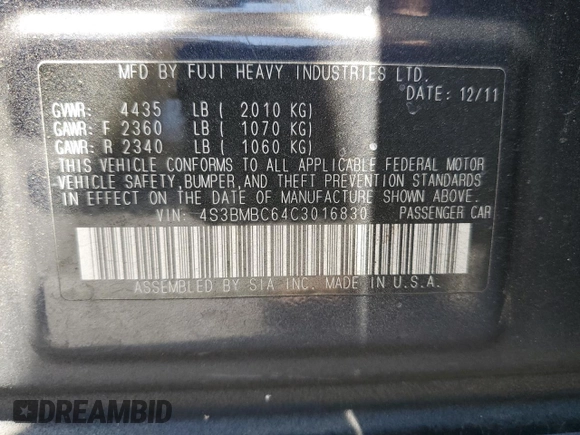 MFD BY FUJI HEAVY INDUSTRIES LTD.
DATE: 12/11
GVWR: 4435 LB ( 2010 KG)
GAWR: F 2360 LB ( 1070 KG)
GAWR: R 2340 LB ( 1060 KG)
THIS VEHICLE CONFORMS TO ALL APPLICABLE FEDERAL MOTOR
VEHICLE SAFETY, BUMPER, AND THEFT PREVENTION STANDARDS
IN EFFECT ON THE DATE OF MANUFACTURE SHOWN ABOVE.
VIN: 4S3BMBC64C3016830 PASSENGER CAR
ASSEMBLED BY SIA INC. MADE IN U.S.A.
DREAMBID